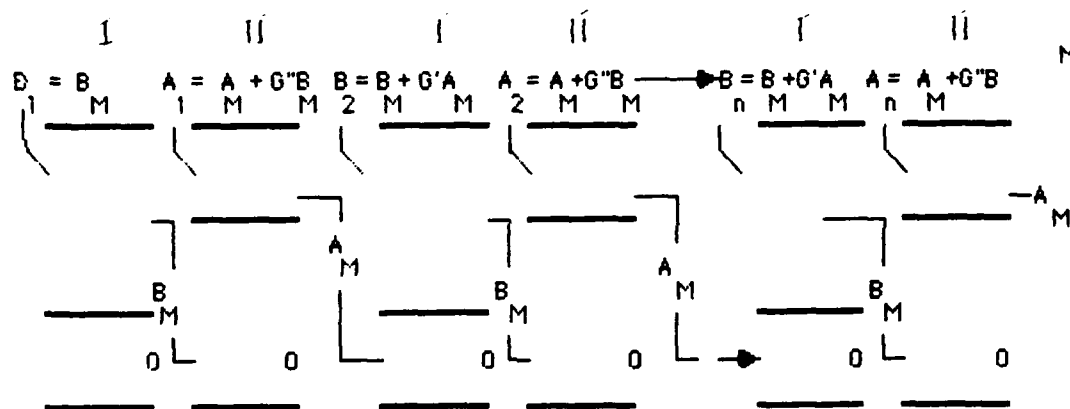 I II I II I II
M
B = B A = A + G"B B = B + G'A A = A + G"B B = B + G'A A = A + G"B
1 M 1 M M 2 M M 2 M M n M M n M
A
M
A
M
A
M
B
M
B
M
B
M
0 0 0 0 0 0